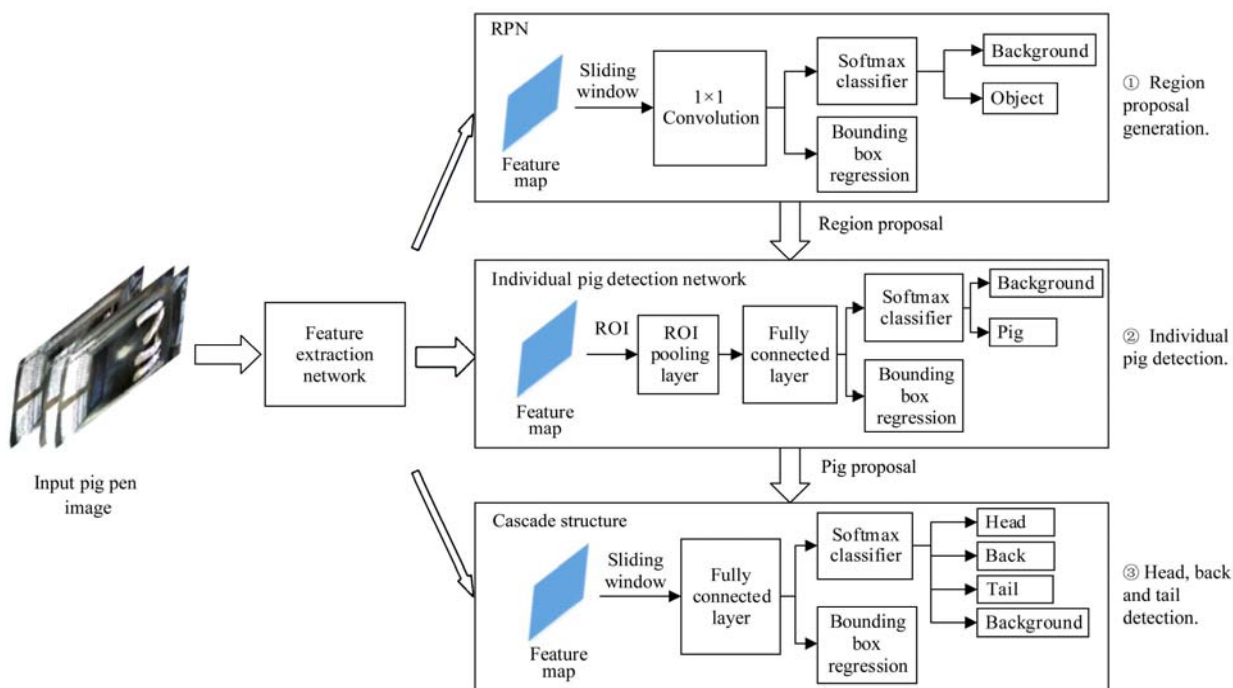 RPN
Sliding
window
Feature
map
1×1
Convolution
Softmax
classifier
Bounding
box
regression
Background
Object
① Region
proposal
generation.
Region proposal
Input pig pen
image
Feature
extraction
network
Individual pig detection network
ROI
Feature
map
ROI
pooling
layer
Fully
connected
layer
Softmax
classifier
Bounding
box
regression
Background
Pig
② Individual
pig detection.
Pig proposal
Cascade structure
Sliding
window
Feature
map
Fully
connected
layer
Softmax
classifier
Bounding
box
regression
Head
Back
Tail
Background
③ Head, back
and tail
detection.